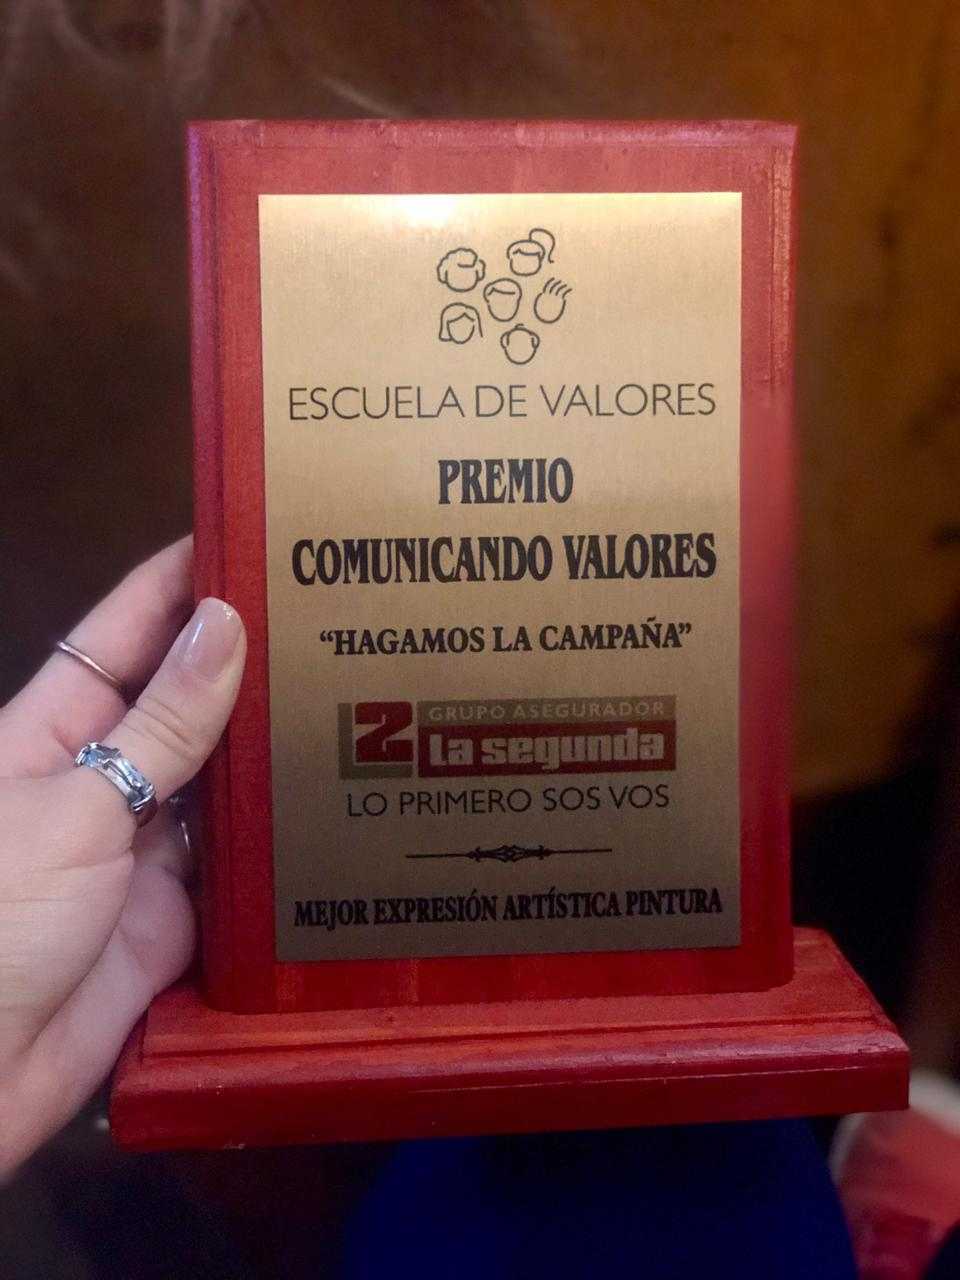 ESCUELA DE VALORES
PREMIO
COMUNICANDO VALORES
“HAGAMOS LA CAMPAÑA”
2 GRUPO ASEGURADOR
La segunda
LO PRIMERO SOS VOS
MEJOR EXPRESIÓN ARTÍSTICA PINTURA